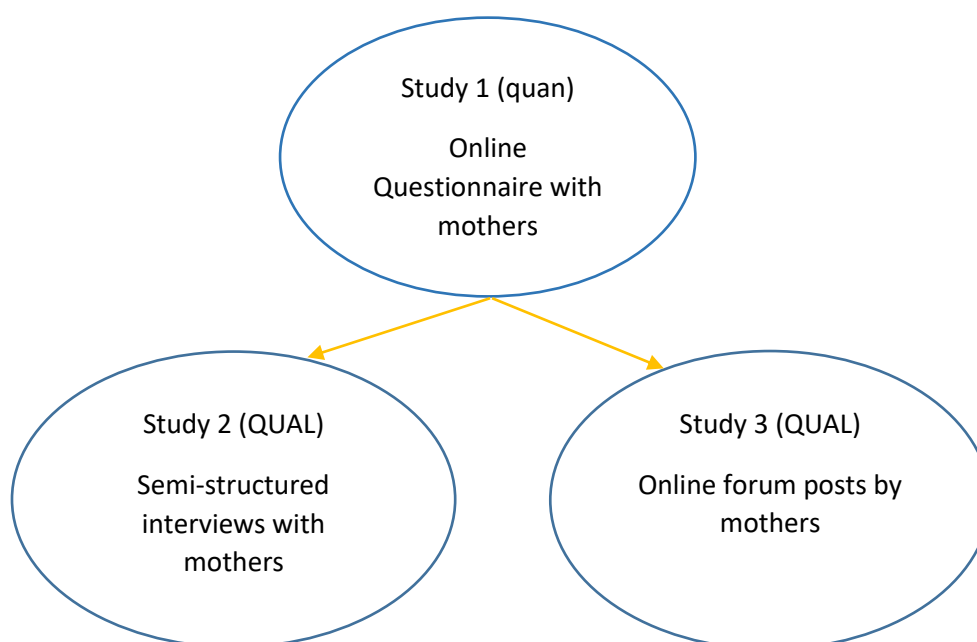 Study 1 (quan)
Online
Questionnaire with
mothers
Study 2 (QUAL)
Semi-structured
interviews with
mothers
Study 3 (QUAL)
Online forum posts by
mothers